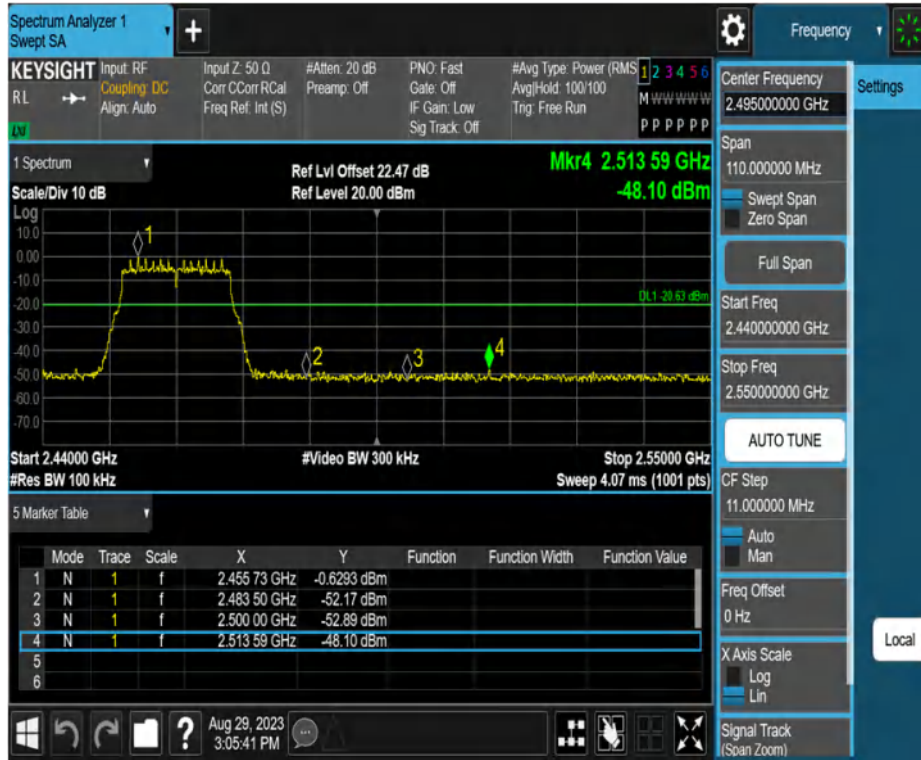 Spectrum Analyzer 1
Swept SA
+
Frequency
KEYSIGHT
RL
LXI
Input: RF
Coupling: DC
Align: Auto
Input Z: 50 Ω
Corr CCorr RCal
Freq Ref: Int (S)
#Atten: 20 dB
Preamp: Off
PNO: Fast
Gate: Off
IF Gain: Low
Sig Track: Off
#Avg Type: Power (RMS
Avg|Hold: 100/100
Trig: Free Run
1 2 3 4 5 6
M W W W W W
P P P P P P
1 Spectrum
Scale/Div 10 dB
Ref Lvl Offset 22.47 dB
Ref Level 20.00 dBm
Mkr4 2.513 59 GHz
-48.10 dBm
Log
10.0
0.00
-10.0
-20.0
-30.0
-40.0
-50.0
-60.0
-70.0
1
2
3
4
DL1 -20.63 dBm
Start 2.44000 GHz
#Video BW 300 kHz
Stop 2.55000 GHz
#Res BW 100 kHz
Sweep 4.07 ms (1001 pts)
5 Marker Table
Mode Trace Scale X Y Function Function Width Function Value
1 N 1 f 2.455 73 GHz -0.6293 dBm
2 N 1 f 2.483 50 GHz -52.17 dBm
3 N 1 f 2.500 00 GHz -52.89 dBm
4 N 1 f 2.513 59 GHz -48.10 dBm
5
6
?
Aug 29, 2023
3:05:41 PM
Center Frequency
2.495000000 GHz
Span
110.000000 MHz
Swept Span
Zero Span
Full Span
Start Freq
2.440000000 GHz
Stop Freq
2.550000000 GHz
AUTO TUNE
CF Step
11.000000 MHz
Auto
Man
Freq Offset
0 Hz
X Axis Scale
Log
Lin
Signal Track
(Span Zoom)
Settings
Local